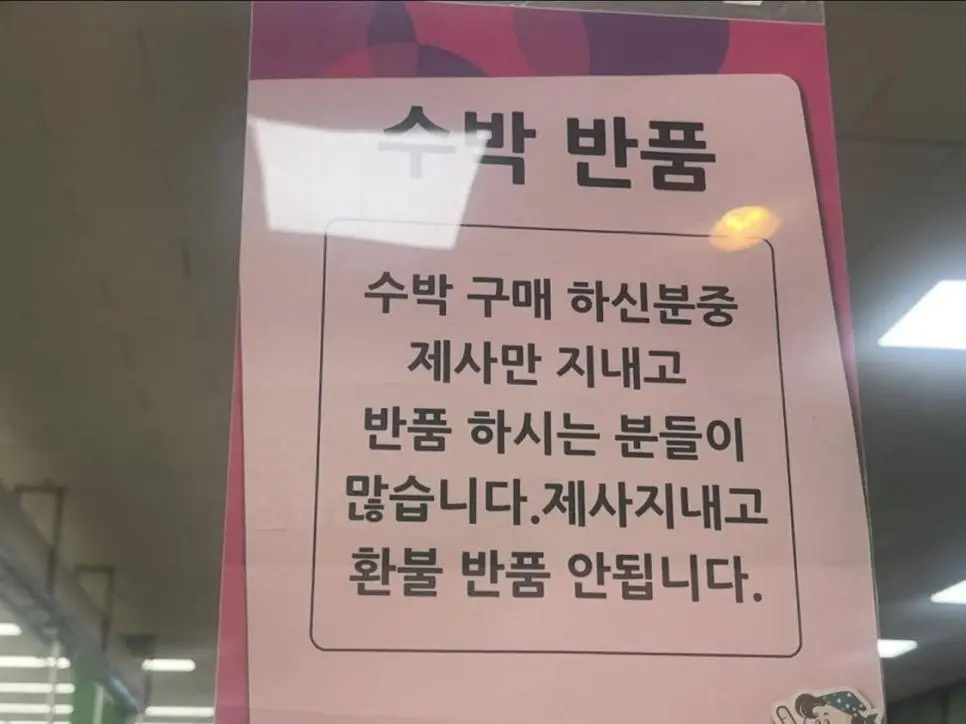 수박 반품
수박 구매 하신분중
제사만 지내고
반품 하시는 분들이
많습니다.제사지내고
환불 반품 안됩니다.